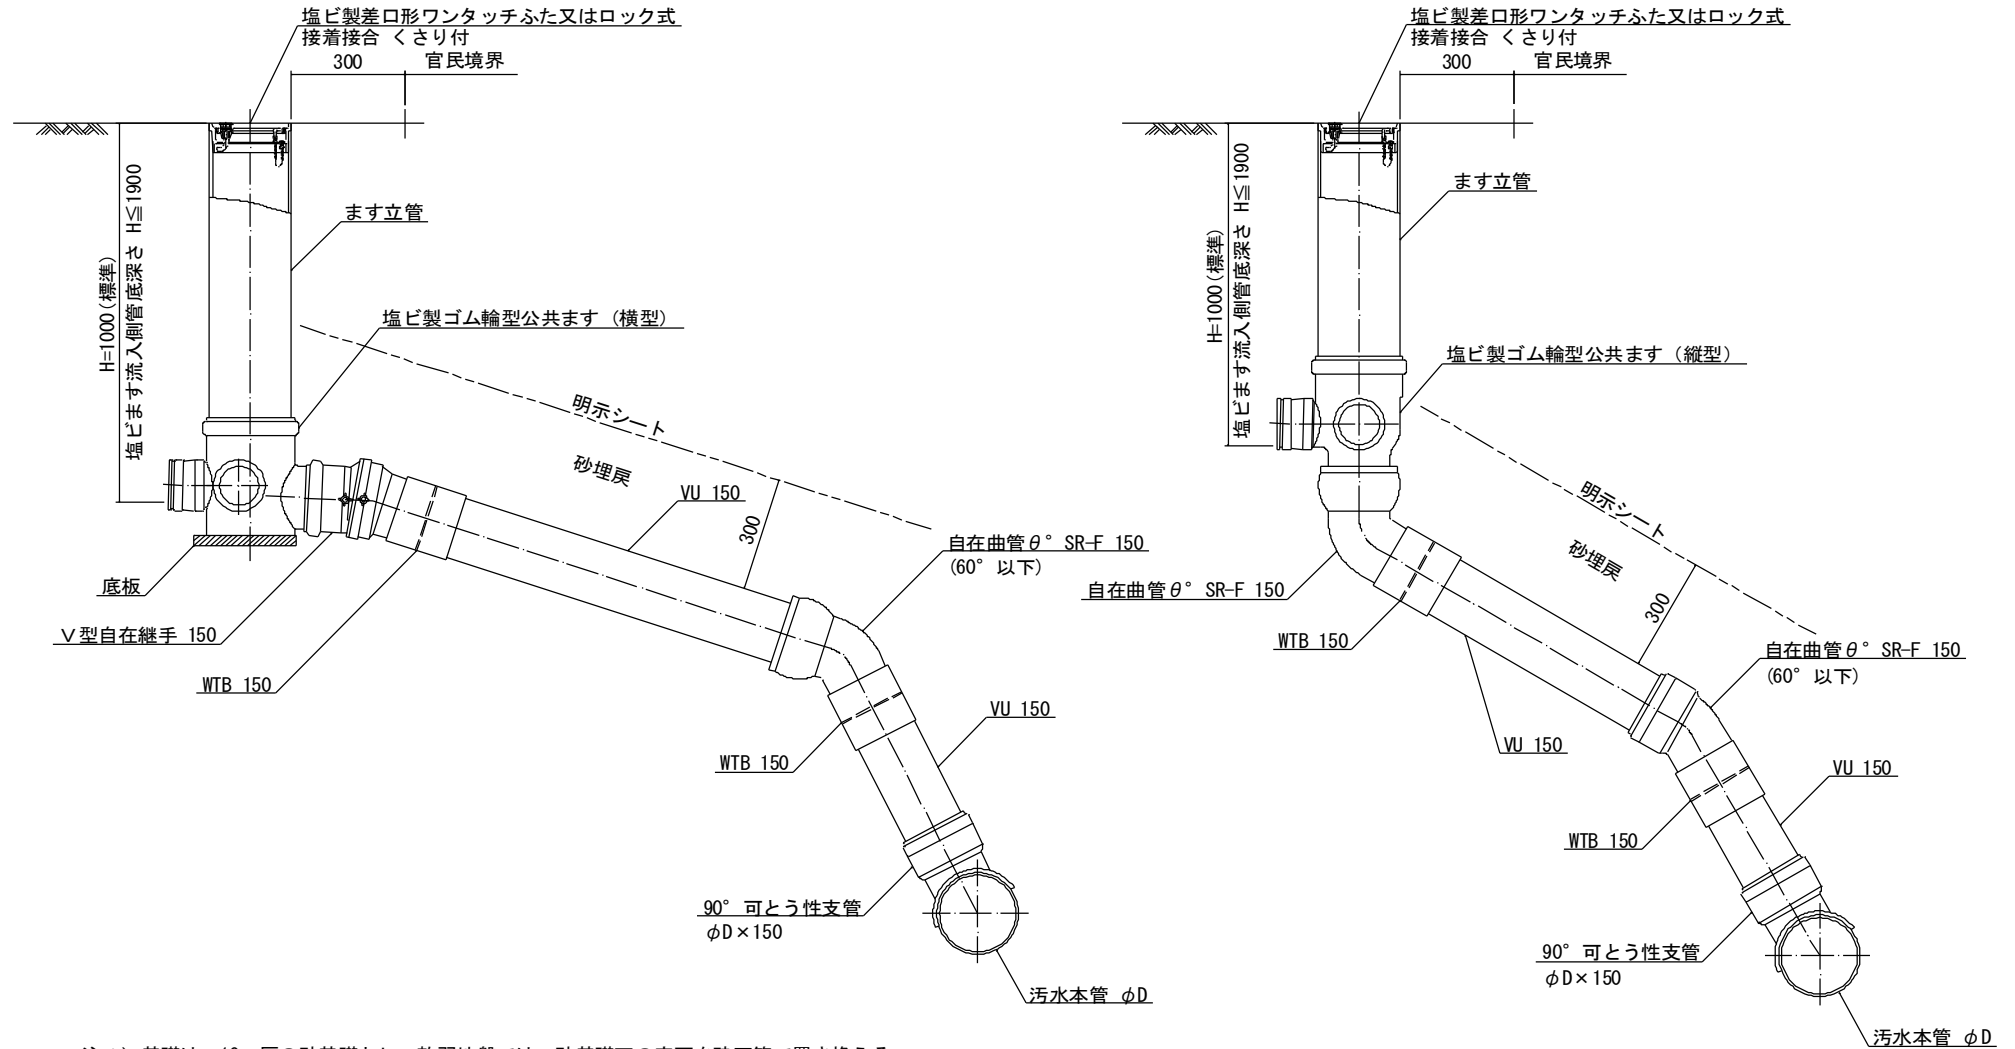 塩ビ製差口形ワンタッチふた又はロック式
接着接合 くさり付
300 官民境界
H=1000(標準)
塩ビます流入側管底深さ H≦1900
ます立管
塩ビ製ゴム輪型公共ます（横型）
明示シート
砂埋戻
VU 150
300
自在曲管θ° SR-F 150
(60° 以下)
底板
V型自在継手 150
WTB 150
VU 150
WTB 150
90° 可とう性支管
φD×150
汚水本管 φD
塩ビ製差口形ワンタッチふた又はロック式
接着接合 くさり付
300 官民境界
H=1000(標準)
塩ビます流入側管底深さ H≦1900
ます立管
塩ビ製ゴム輪型公共ます（縦型）
明示シート
砂埋戻
300
自在曲管θ° SR-F 150
WTB 150
自在曲管θ° SR-F 150
(60° 以下)
VU 150
VU 150
WTB 150
90° 可とう性支管
φD×150
汚水本管 φD